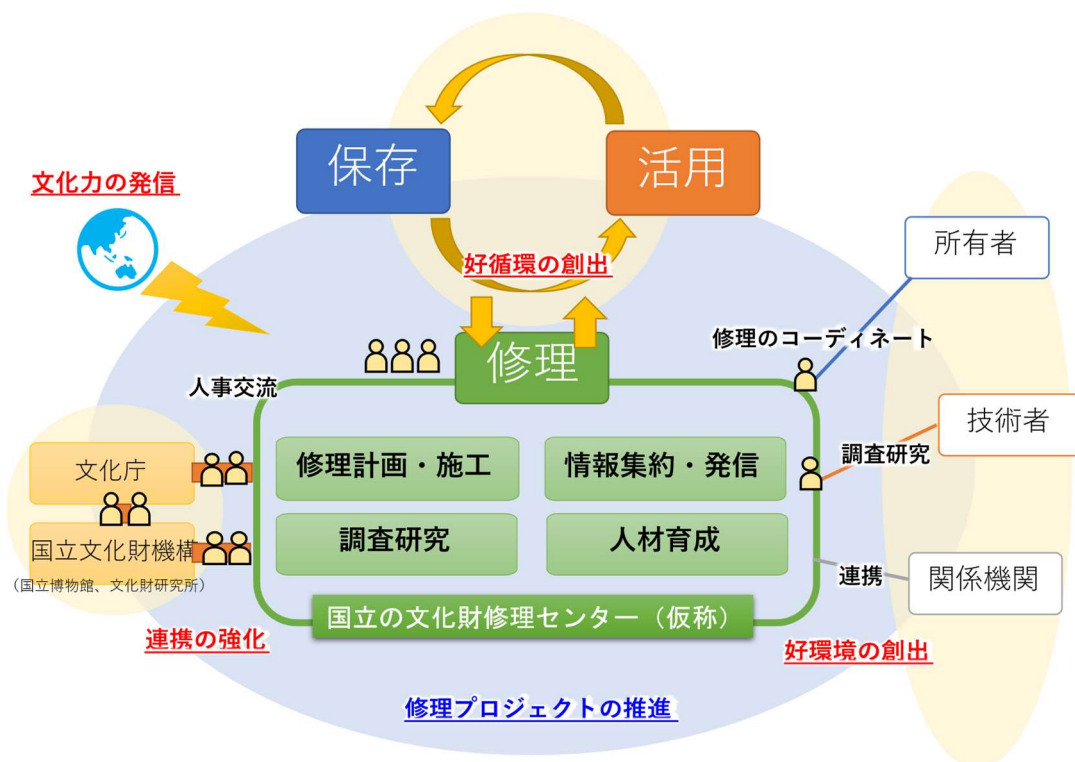 保存
活用
文化力の発信
好循環の創出
所有者
修理のコーディネート
修理
人事交流
技術者
調査研究
文化庁
修理計画・施工
情報集約・発信
国立文化財機構
(国立博物館、文化財研究所)
調査研究
人材育成
連携
関係機関
国立の文化財修理センター（仮称）
連携の強化
好環境の創出
修理プロジェクトの推進